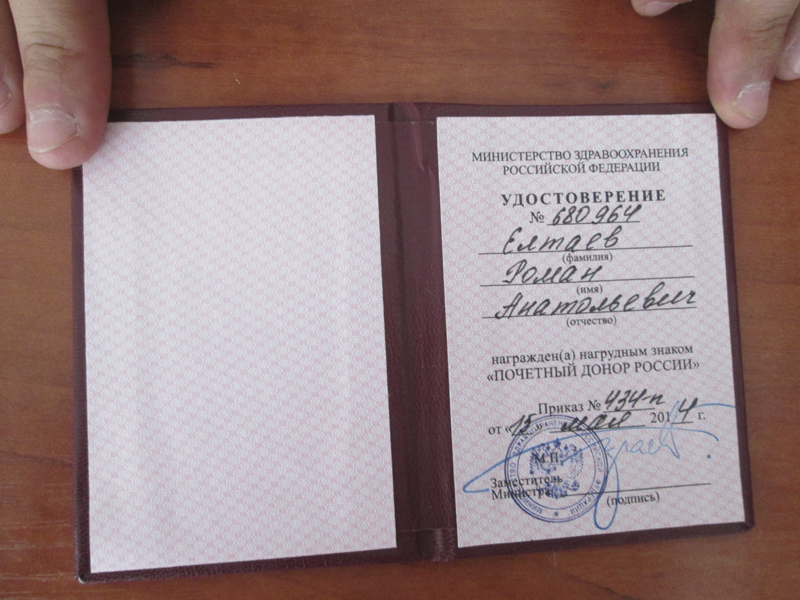 МИНИСТЕРСТВО ЗДРАВООХРАНЕНИЯ
РОССИЙСКОЙ ФЕДЕРАЦИИ
УДОСТОВЕРЕНИЕ
№ 680964
Елтаев
(фамилия)
Роман
(имя)
Анатольевич
(отчество)
награжден(а) нагрудным знаком
«ПОЧЕТНЫЙ ДОНОР РОССИИ»
Приказ № 434-п
от «15 мая 2014 г.
М.П.
Заместитель
Министра
(подпись)